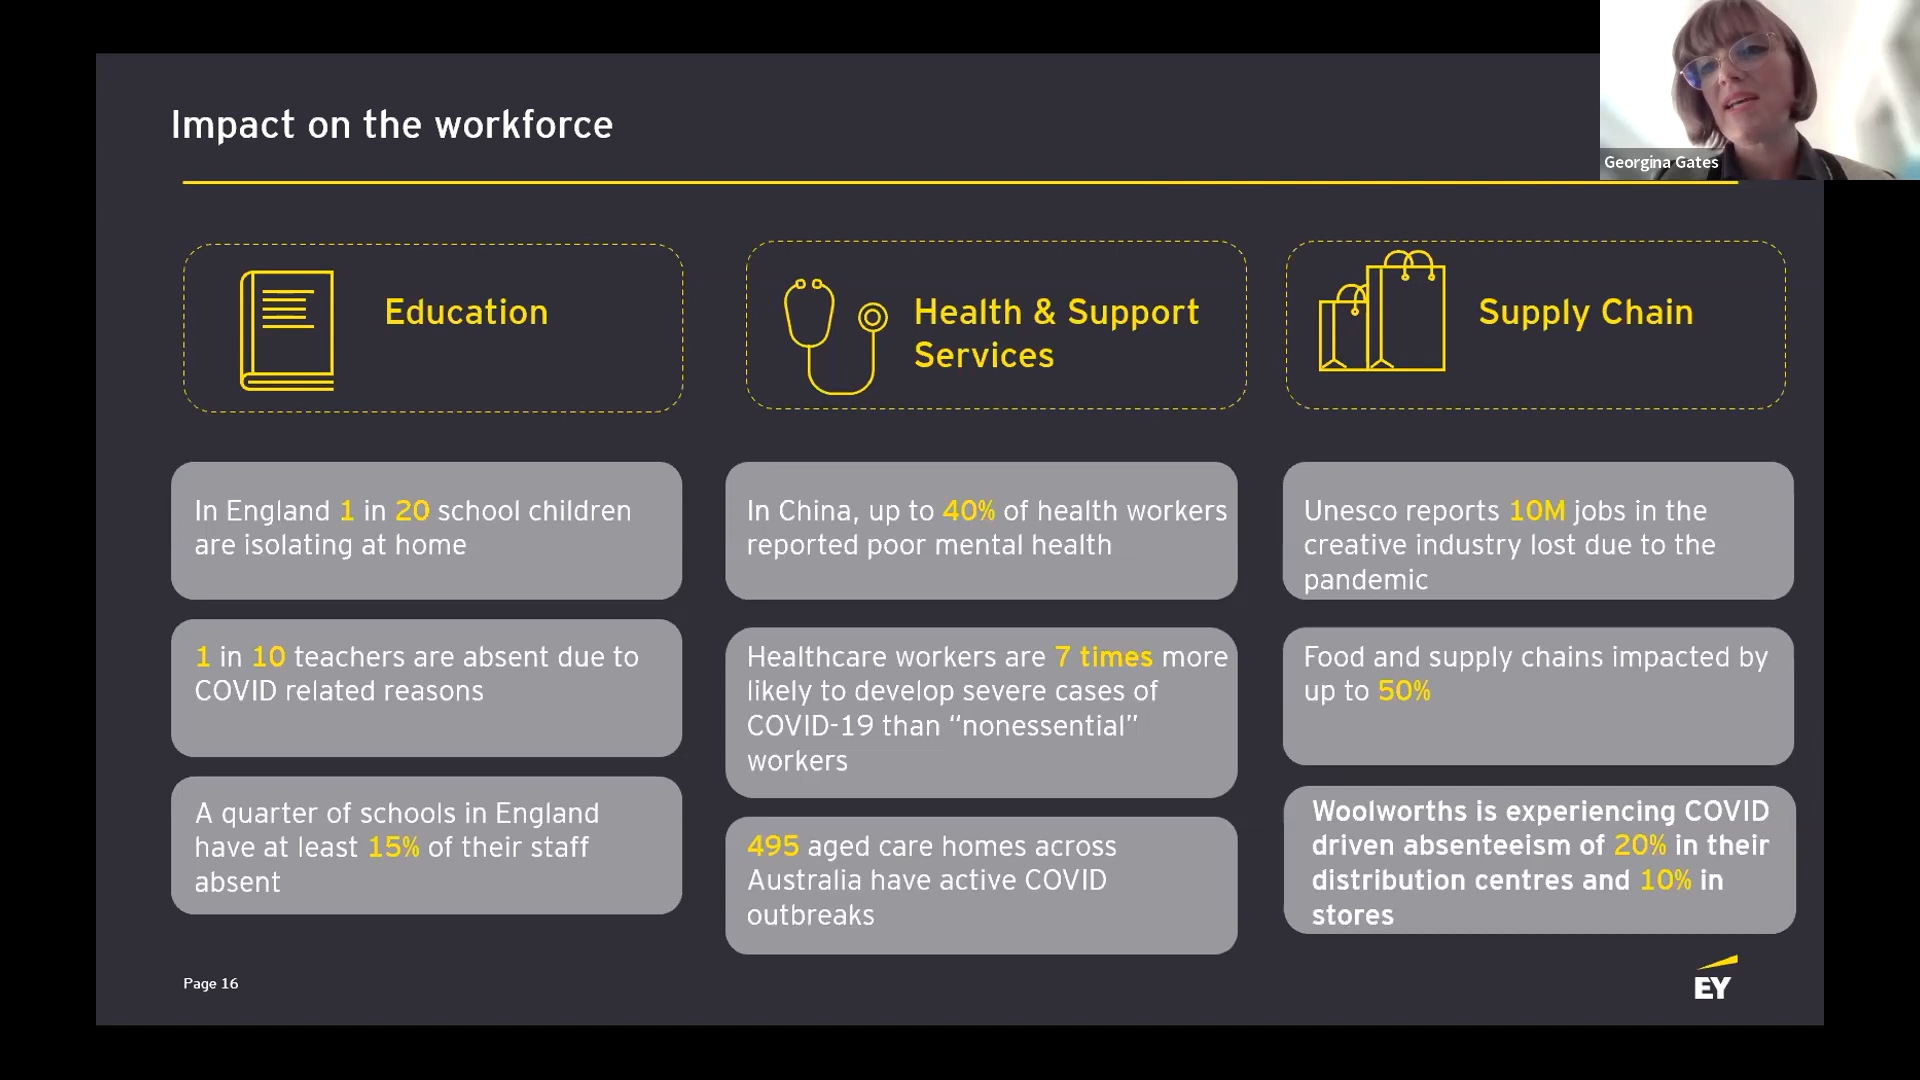 Impact on the workforce
Georgina Gates
Education
Health & Support
Services
Supply Chain
In England 1 in 20 school children
are isolating at home
1 in 10 teachers are absent due to
COVID related reasons
A quarter of schools in England
have at least 15% of their staff
absent
In China, up to 40% of health workers
reported poor mental health
Healthcare workers are 7 times more
likely to develop severe cases of
COVID-19 than “nonessential”
workers
495 aged care homes across
Australia have active COVID
outbreaks
Unesco reports 10M jobs in the
creative industry lost due to the
pandemic
Food and supply chains impacted by
up to 50%
Woolworths is experiencing COVID
driven absenteeism of 20% in their
distribution centres and 10% in
stores
Page 16
EY